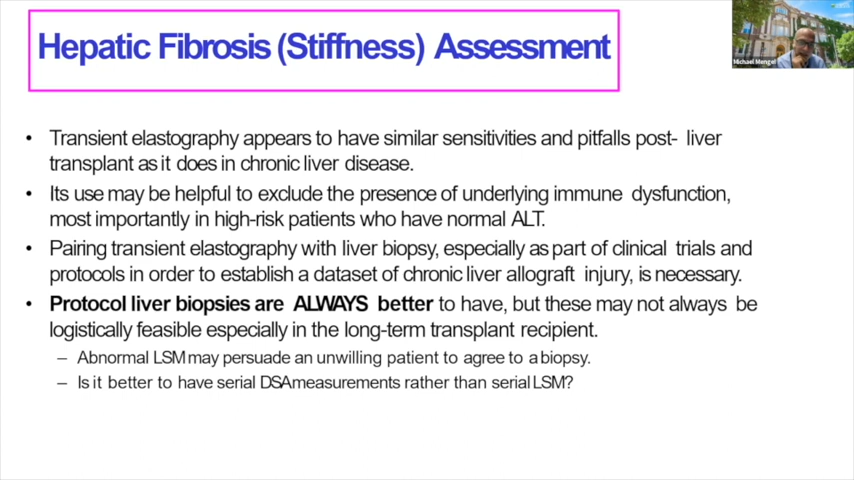 Hepatic Fibrosis (Stiffness) Assessment
Michael Mengel
• Transient elastography appears to have similar sensitivities and pitfalls post- liver
transplant as it does in chronic liver disease.
• Its use may be helpful to exclude the presence of underlying immune dysfunction,
most importantly in high-risk patients who have normal ALT.
• Pairing transient elastography with liver biopsy, especially as part of clinical trials and
protocols in order to establish a dataset of chronic liver allograft injury, is necessary.
• Protocol liver biopsies are ALWAYS better to have, but these may not always be
logistically feasible especially in the long-term transplant recipient.
– Abnormal LSM may persuade an unwilling patient to agree to a biopsy.
– Is it better to have serial DSA measurements rather than serial LSM?